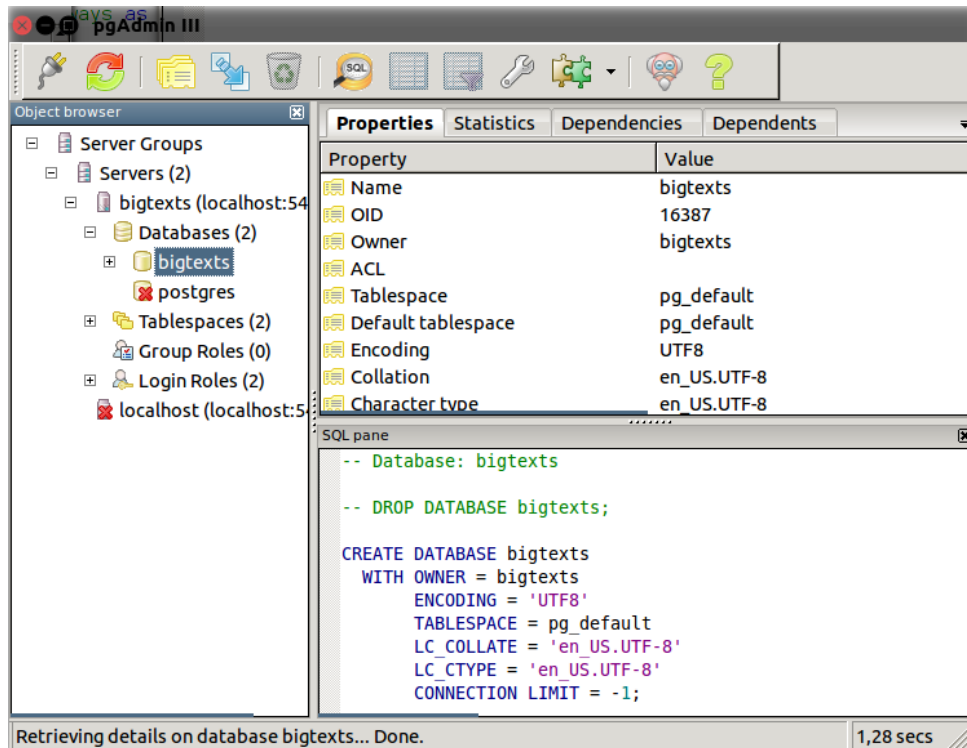 ways as
pgAdmin III
SQL
Object browser
Server Groups
Servers (2)
bigtexts (localhost:54
Databases (2)
bigtexts
postgres
Tablespaces (2)
Group Roles (0)
Login Roles (2)
localhost (localhost:54
Properties Statistics Dependencies Dependents
Property Value
Name bigtexts
OID 16387
Owner bigtexts
ACL
Tablespace pg_default
Default tablespace pg_default
Encoding UTF8
Collation en_US.UTF-8
Character type en_US.UTF-8
SQL pane
-- Database: bigtexts
-- DROP DATABASE bigtexts;
CREATE DATABASE bigtexts
WITH OWNER = bigtexts
ENCODING = 'UTF8'
TABLESPACE = pg_default
LC_COLLATE = 'en_US.UTF-8'
LC_CTYPE = 'en_US.UTF-8'
CONNECTION LIMIT = -1;
Retrieving details on database bigtexts... Done. 1,28 secs